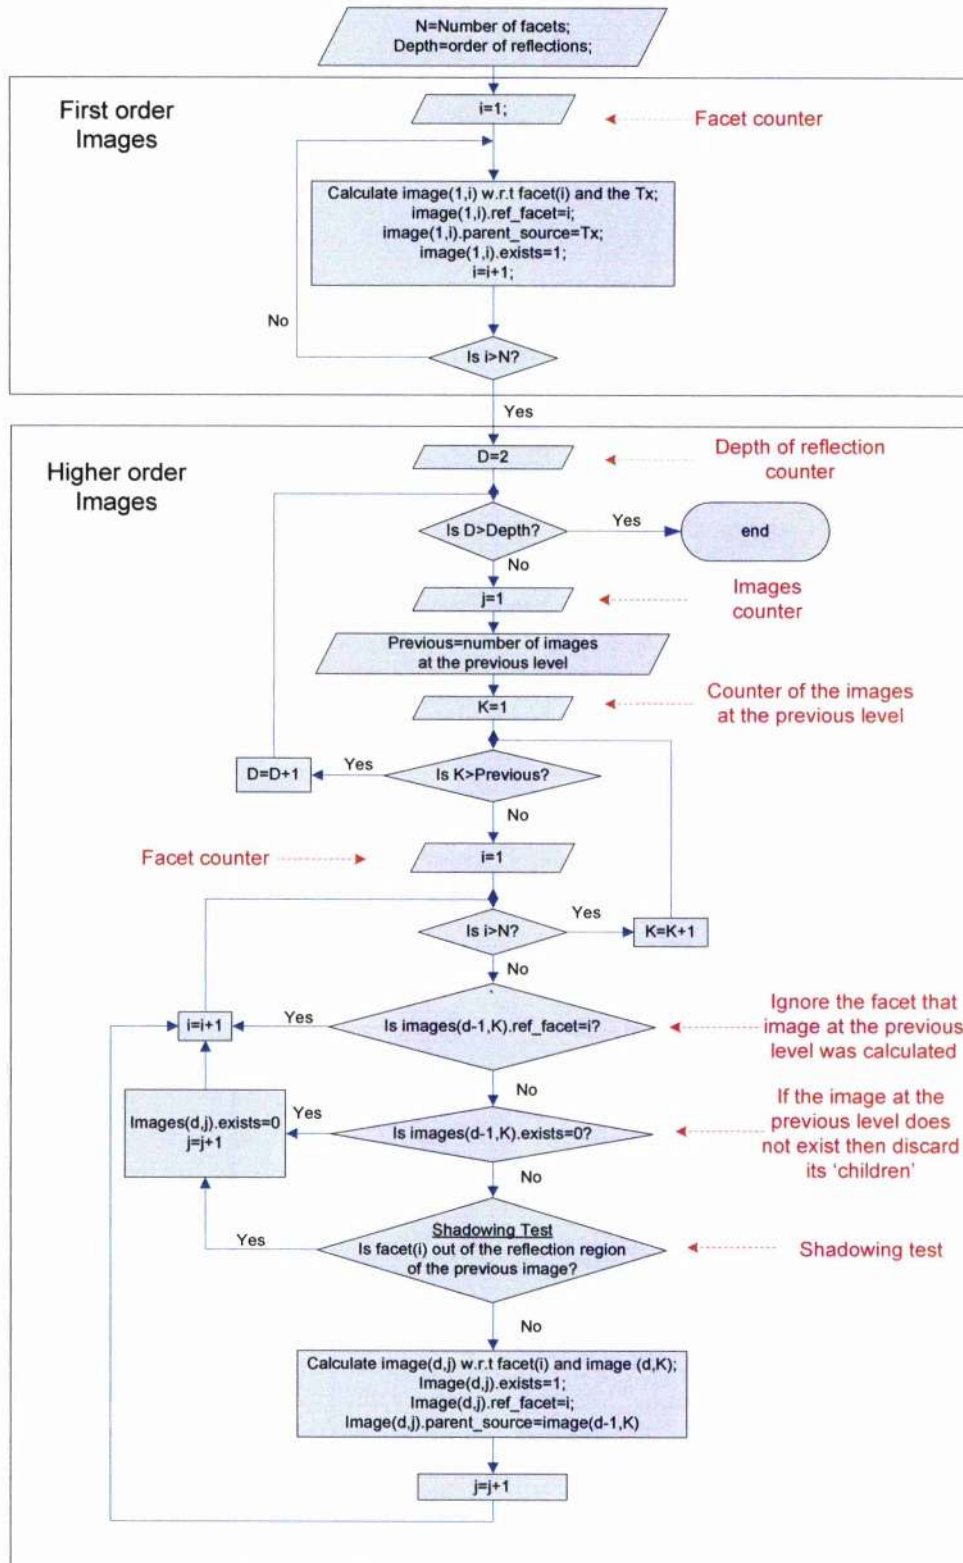 N=Number of facets;
Depth=order of reflections;
First order
Images
i=1;
Facet counter
Calculate image(1,i) w.r.t facet(i) and the Tx;
image(1,i).ref_facet=i;
image(1,i).parent_source=Tx;
image(1,i).exists=1;
i=i+1;
No
Is i>N?
Yes
Higher order
Images
D=2
Depth of reflection
counter
Is D>Depth?
Yes
end
No
j=1
Images
counter
Previous=number of images
at the previous level
K=1
Counter of the images
at the previous level
D=D+1
Yes
Is K>Previous?
No
Facet counter
i=1
Is i>N?
Yes
K=K+1
No
i=i+1
Yes
Is images(d-1,K).ref_facet=i?
Ignore the facet that
image at the previous
level was calculated
No
Images(d,j).exists=0
j=j+1
Yes
Is images(d-1,K).exists=0?
If the image at the
previous level does
not exist then discard
its ‘children’
No
Yes
Shadowing Test
Is facet(i) out of the reflection region
of the previous image?
Shadowing test
No
Calculate image(d,j) w.r.t facet(i) and image (d,K);
Image(d,j).exists=1;
Image(d,j).ref_facet=i;
Image(d,j).parent_source=image(d-1,K)
j=j+1